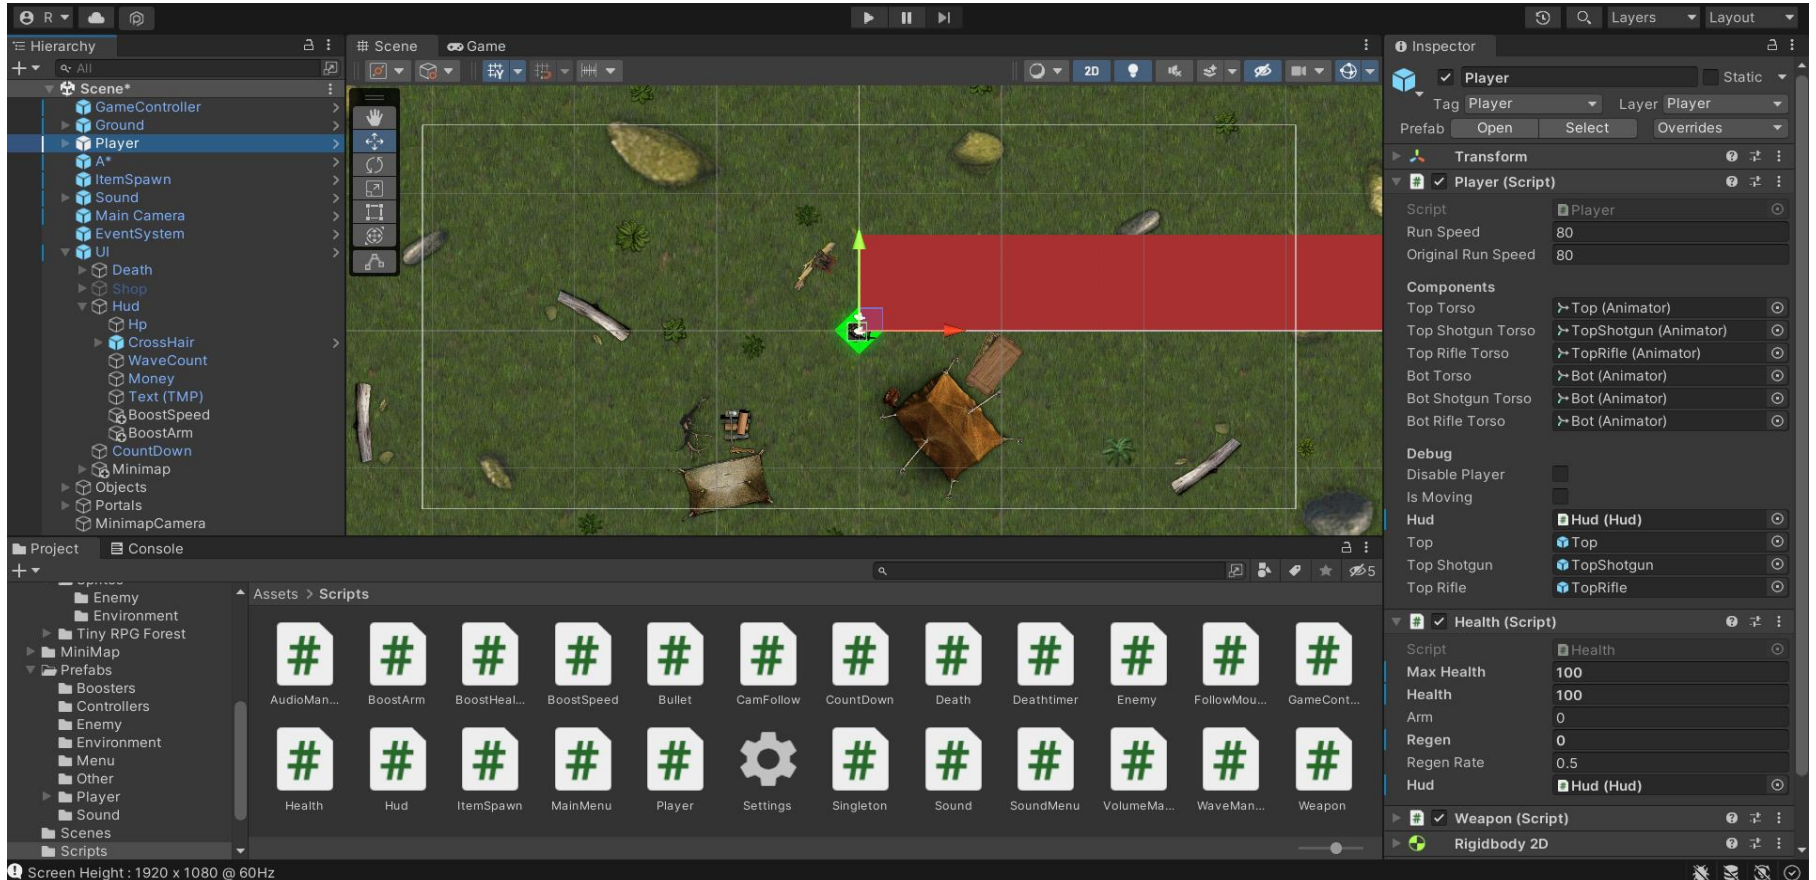 R
Layers
Layout
Hierarchy
All
Scene*
GameController
Ground
Player
A*
ItemSpawn
Sound
Main Camera
EventSystem
UI
Death
Shop
Hud
Hp
CrossHair
WaveCount
Money
Text (TMP)
BoostSpeed
BoostArm
CountDown
Minimap
Objects
Portals
MinimapCamera
Scene
Game
2D
Inspector
Player
Static
Tag Player
Layer Player
Prefab Open Select Overrides
Transform
Player (Script)
Script Player
Run Speed 80
Original Run Speed 80
Components
Top Torso Top (Animator)
Top Shotgun Torso TopShotgun (Animator)
Top Rifle Torso TopRifle (Animator)
Bot Torso Bot (Animator)
Bot Shotgun Torso Bot (Animator)
Bot Rifle Torso Bot (Animator)
Debug
Disable Player
Is Moving
Hud Hud (Hud)
Top Top
Top Shotgun TopShotgun
Top Rifle TopRifle
Health (Script)
Script Health
Max Health 100
Health 100
Arm 0
Regen 0
Regen Rate 0.5
Hud Hud (Hud)
Weapon (Script)
Rigidbody 2D
Project
Console
5
Enemy
Environment
Tiny RPG Forest
MiniMap
Prefabs
Boosters
Controllers
Enemy
Environment
Menu
Other
Player
Sound
Scenes
Scripts
Assets > Scripts
AudioMan... BoostArm BoostHeal... BoostSpeed Bullet CamFollow CountDown Death Deathtimer Enemy FollowMou... GameCont...
Health Hud ItemSpawn MainMenu Player Settings Singleton Sound SoundMenu VolumeMa... WaveMan... Weapon
Screen Height : 1920 x 1080 @ 60Hz